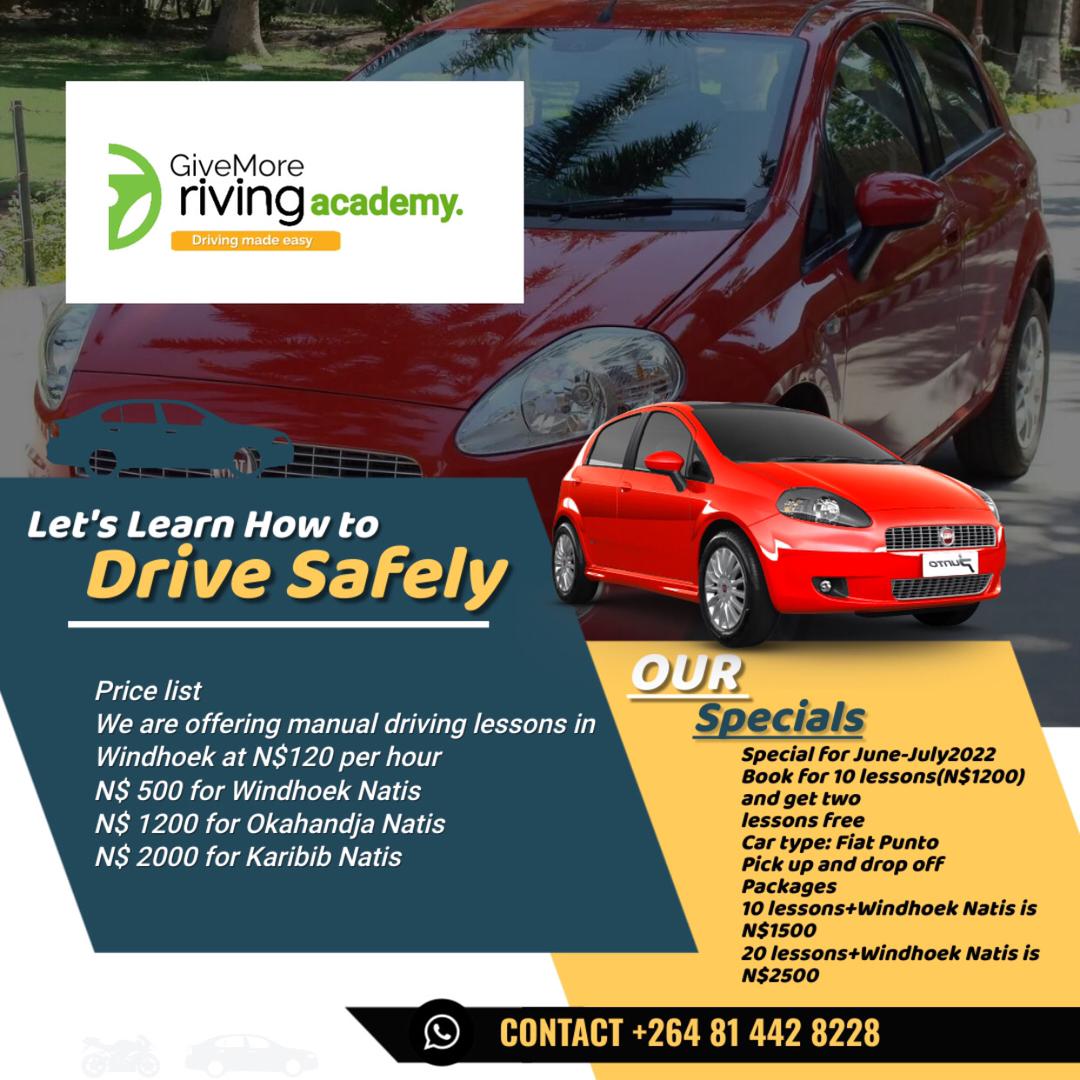 GiveMore
riving academy.
Driving made easy
Let's Learn How to
Drive Safely
Price list
We are offering manual driving lessons in
Windhoek at N$120 per hour
N$ 500 for Windhoek Natis
N$ 1200 for Okahandja Natis
N$ 2000 for Karibib Natis
OUR
Specials
Special for June-July2022
Book for 10 lessons(N$1200)
and get two
lessons free
Car type: Fiat Punto
Pick up and drop off
Packages
10 lessons+Windhoek Natis is
N$1500
20 lessons+Windhoek Natis is
N$2500
CONTACT +264 81 442 8228